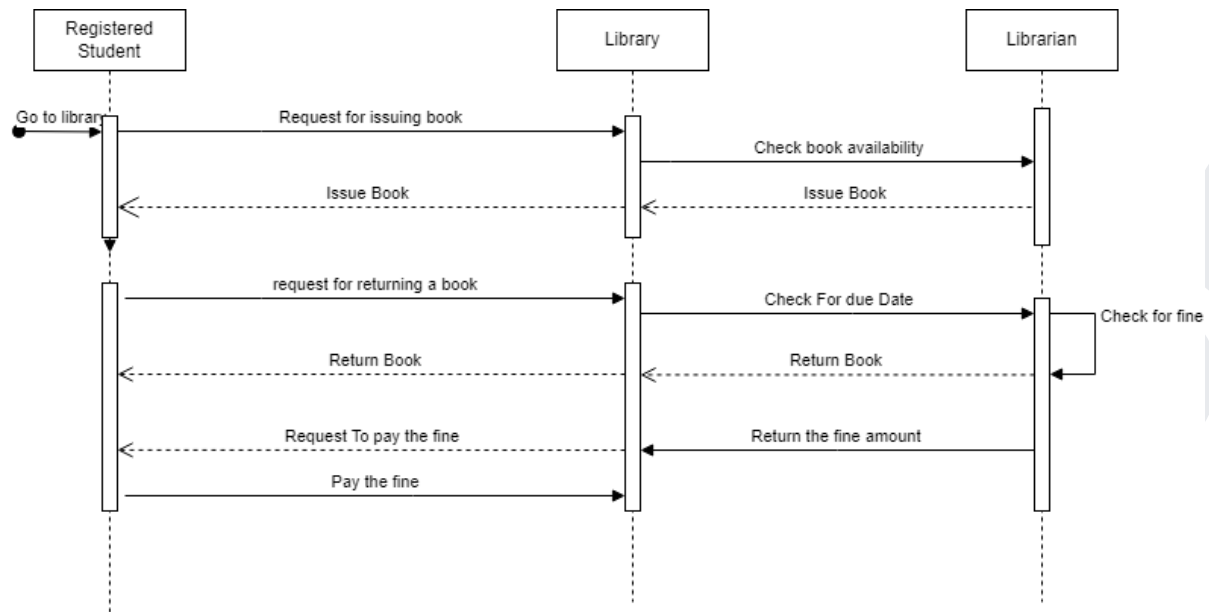 Registered
Student
Library
Librarian
Go to library
Request for issuing book
Check book availability
Issue Book
Issue Book
request for returning a book
Check For due Date
Check for fine
Return Book
Return Book
Request To pay the fine
Return the fine amount
Pay the fine